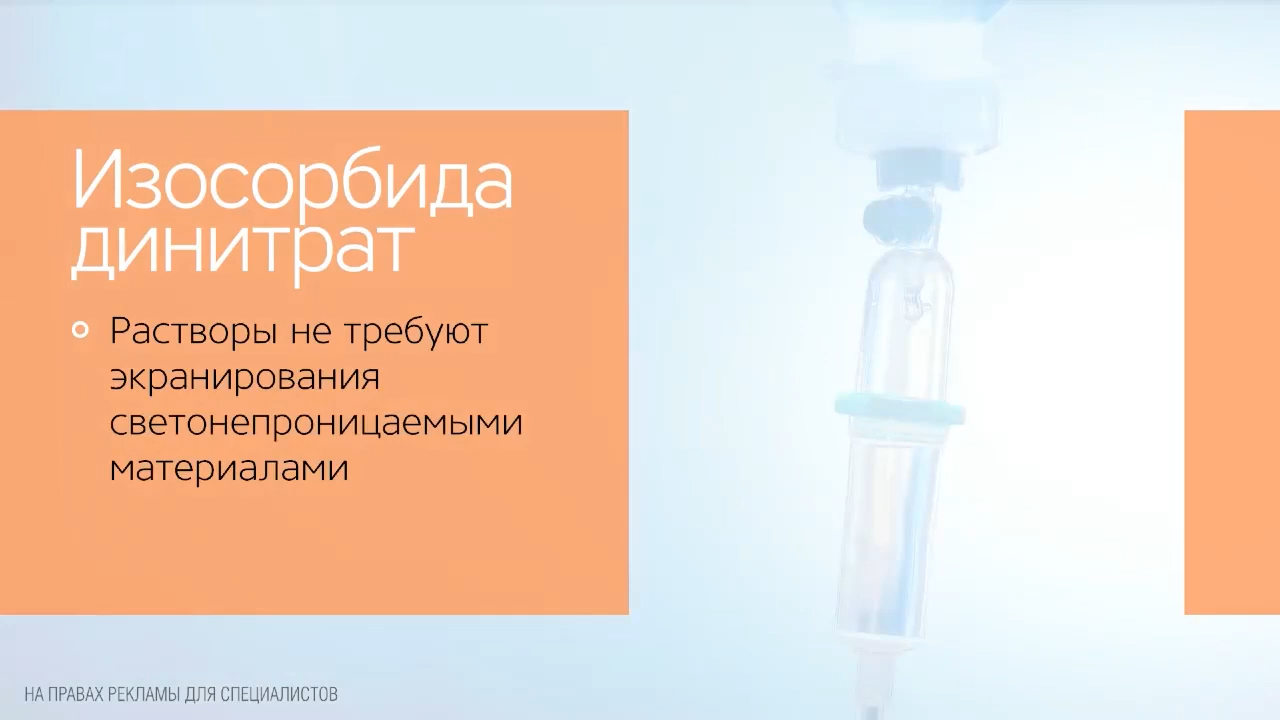 Изосорбида
динитрат
Растворы не требуют
экранирования
светонепроницаемыми
материалами
НА ПРАВАХ РЕКЛАМЫ ДЛЯ СПЕЦИАЛИСТОВ